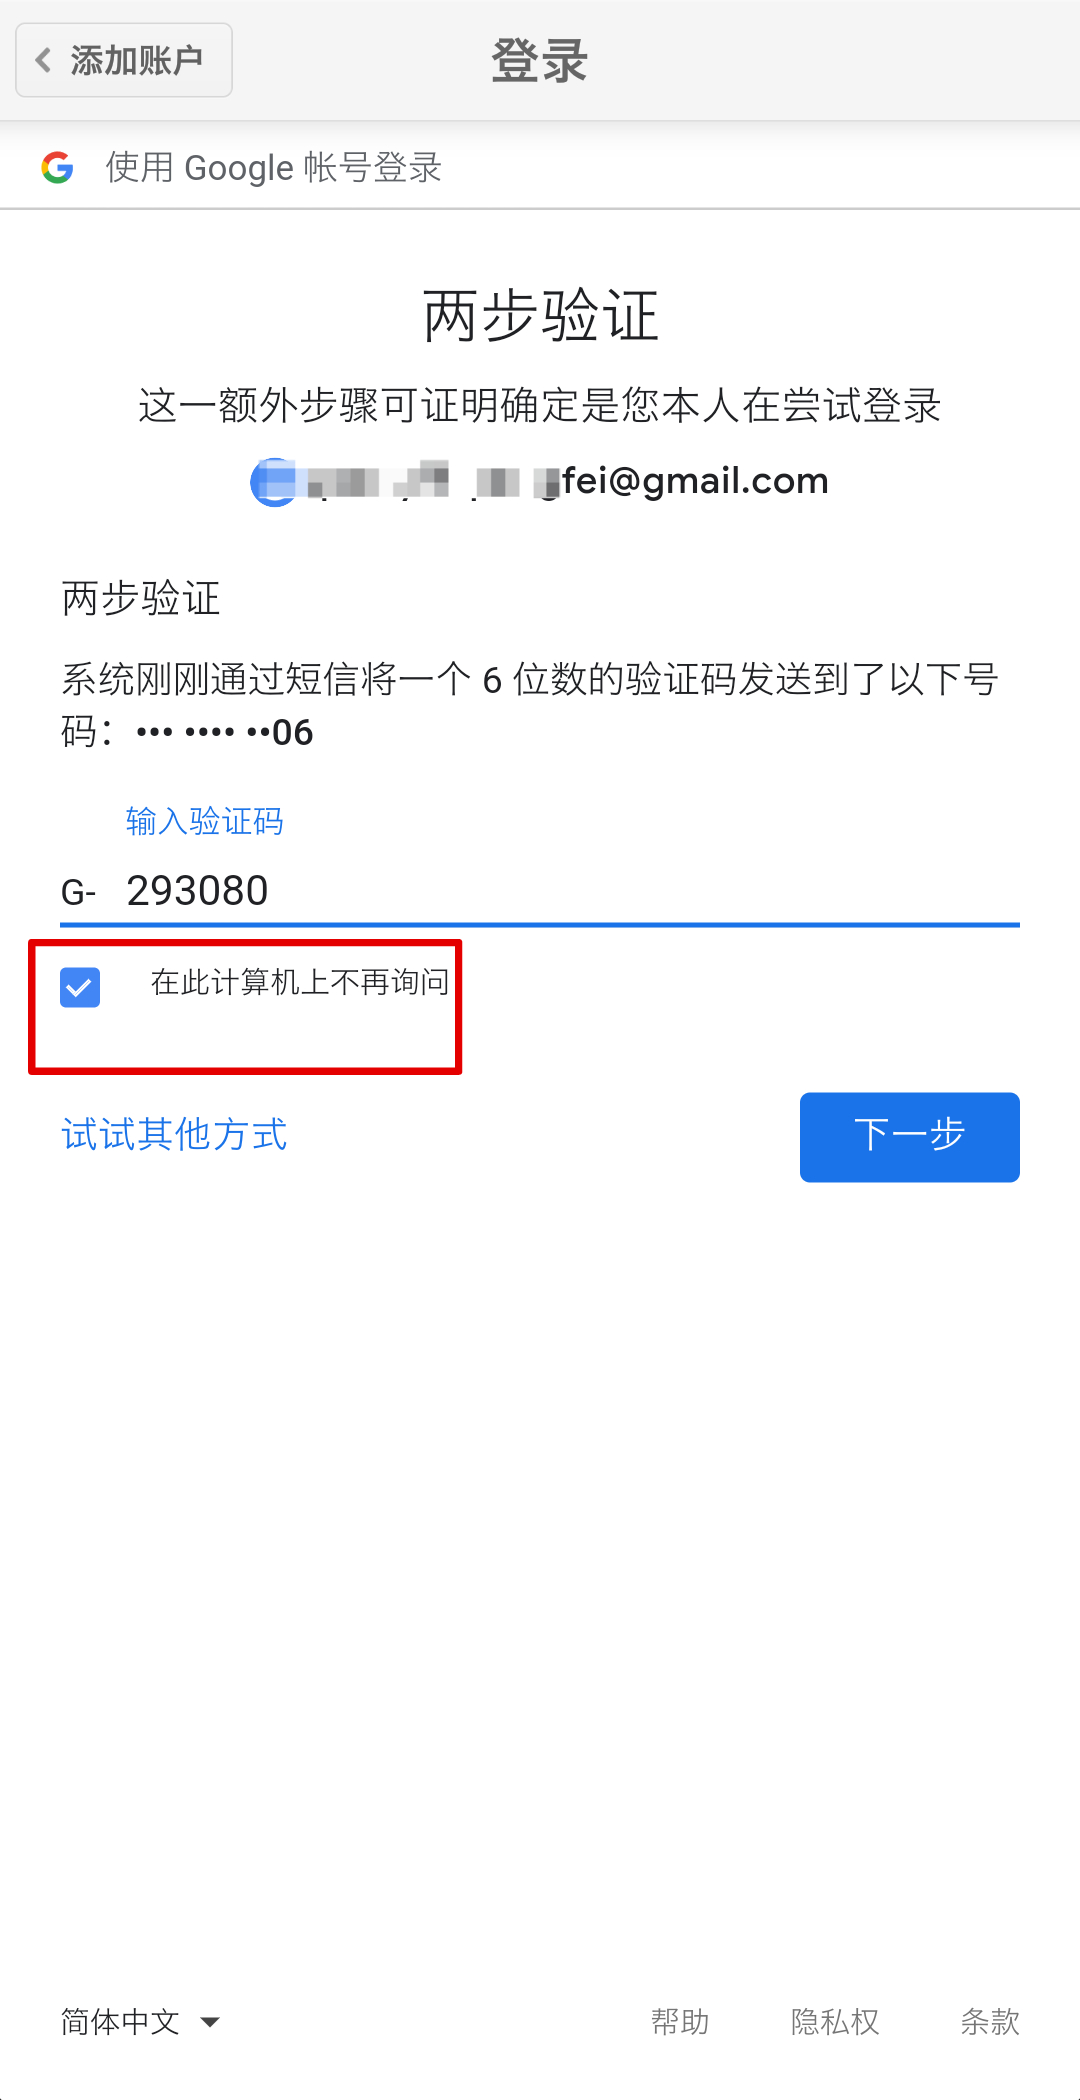 添加账户
登录
使用 Google 帐号登录
两步验证
这一额外步骤可证明确定是您本人在尝试登录
fei@gmail.com
两步验证
系统刚刚通过短信将一个 6 位数的验证码发送到了以下号
码：••• •••• ••06
输入验证码
G- 293080
在此计算机上不再询问
试试其他方式
下一步
简体中文
帮助
隐私权
条款